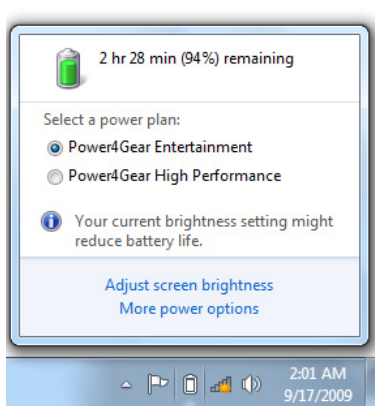 2 hr 28 min (94%) remaining
Select a power plan:
Power4Gear Entertainment
Power4Gear High Performance
Your current brightness setting might
reduce battery life.
Adjust screen brightness
More power options
2:01 AM
9/17/2009